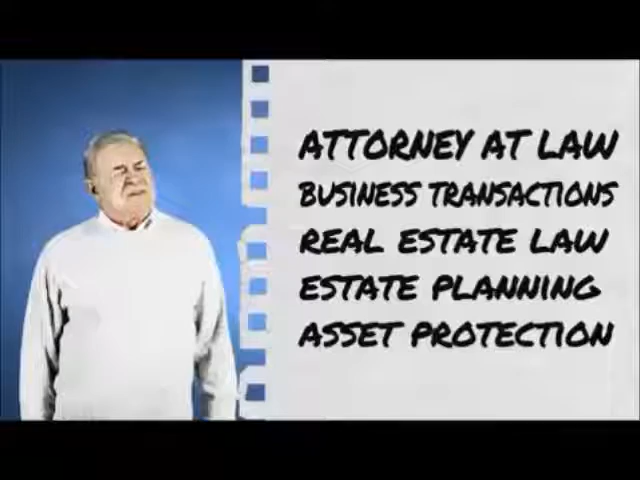 ATTORNEY AT LAW
BUSINESS TRANSACTIONS
REAL ESTATE LAW
ESTATE PLANNING
ASSET PROTECTION